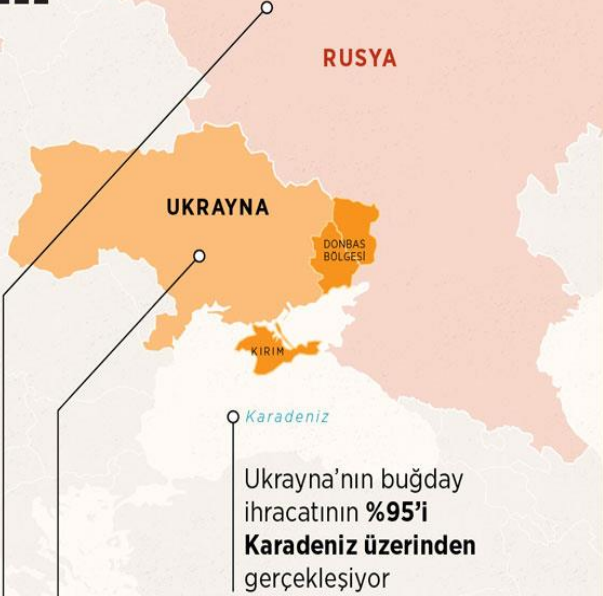 RUSYA
UKRAYNA
DONBAS
BÖLGESİ
KIRIM
Karadeniz
Ukrayna'nın buğday
ihracatının %95'i
Karadeniz üzerinden
gerçekleşiyor